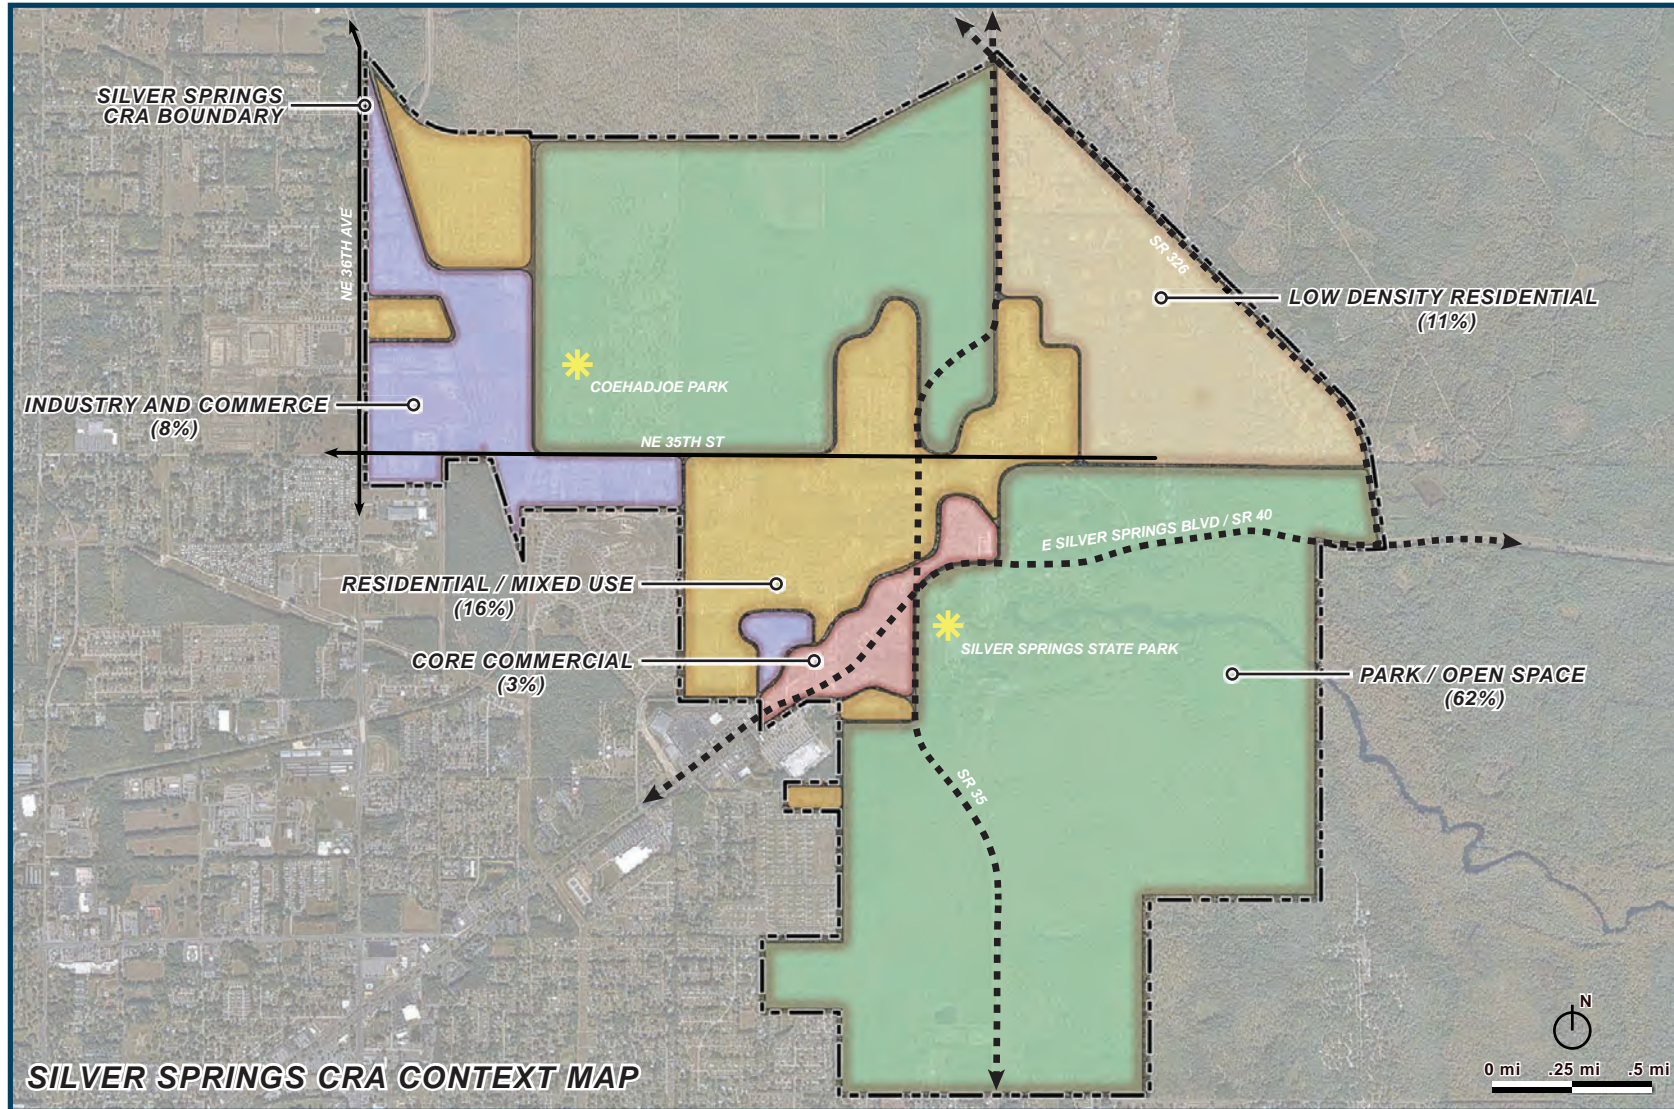 SILVER SPRINGS
CRA BOUNDARY
NE 36TH AVE
SR 326
LOW DENSITY RESIDENTIAL
(11%)
COEHADJOE PARK
INDUSTRY AND COMMERCE
(8%)
NE 35TH ST
E SILVER SPRINGS BLVD / SR 40
RESIDENTIAL / MIXED USE
(16%)
SILVER SPRINGS STATE PARK
CORE COMMERCIAL
(3%)
PARK / OPEN SPACE
(62%)
SR 35
N
SILVER SPRINGS CRA CONTEXT MAP
0 mi .25 mi .5 mi